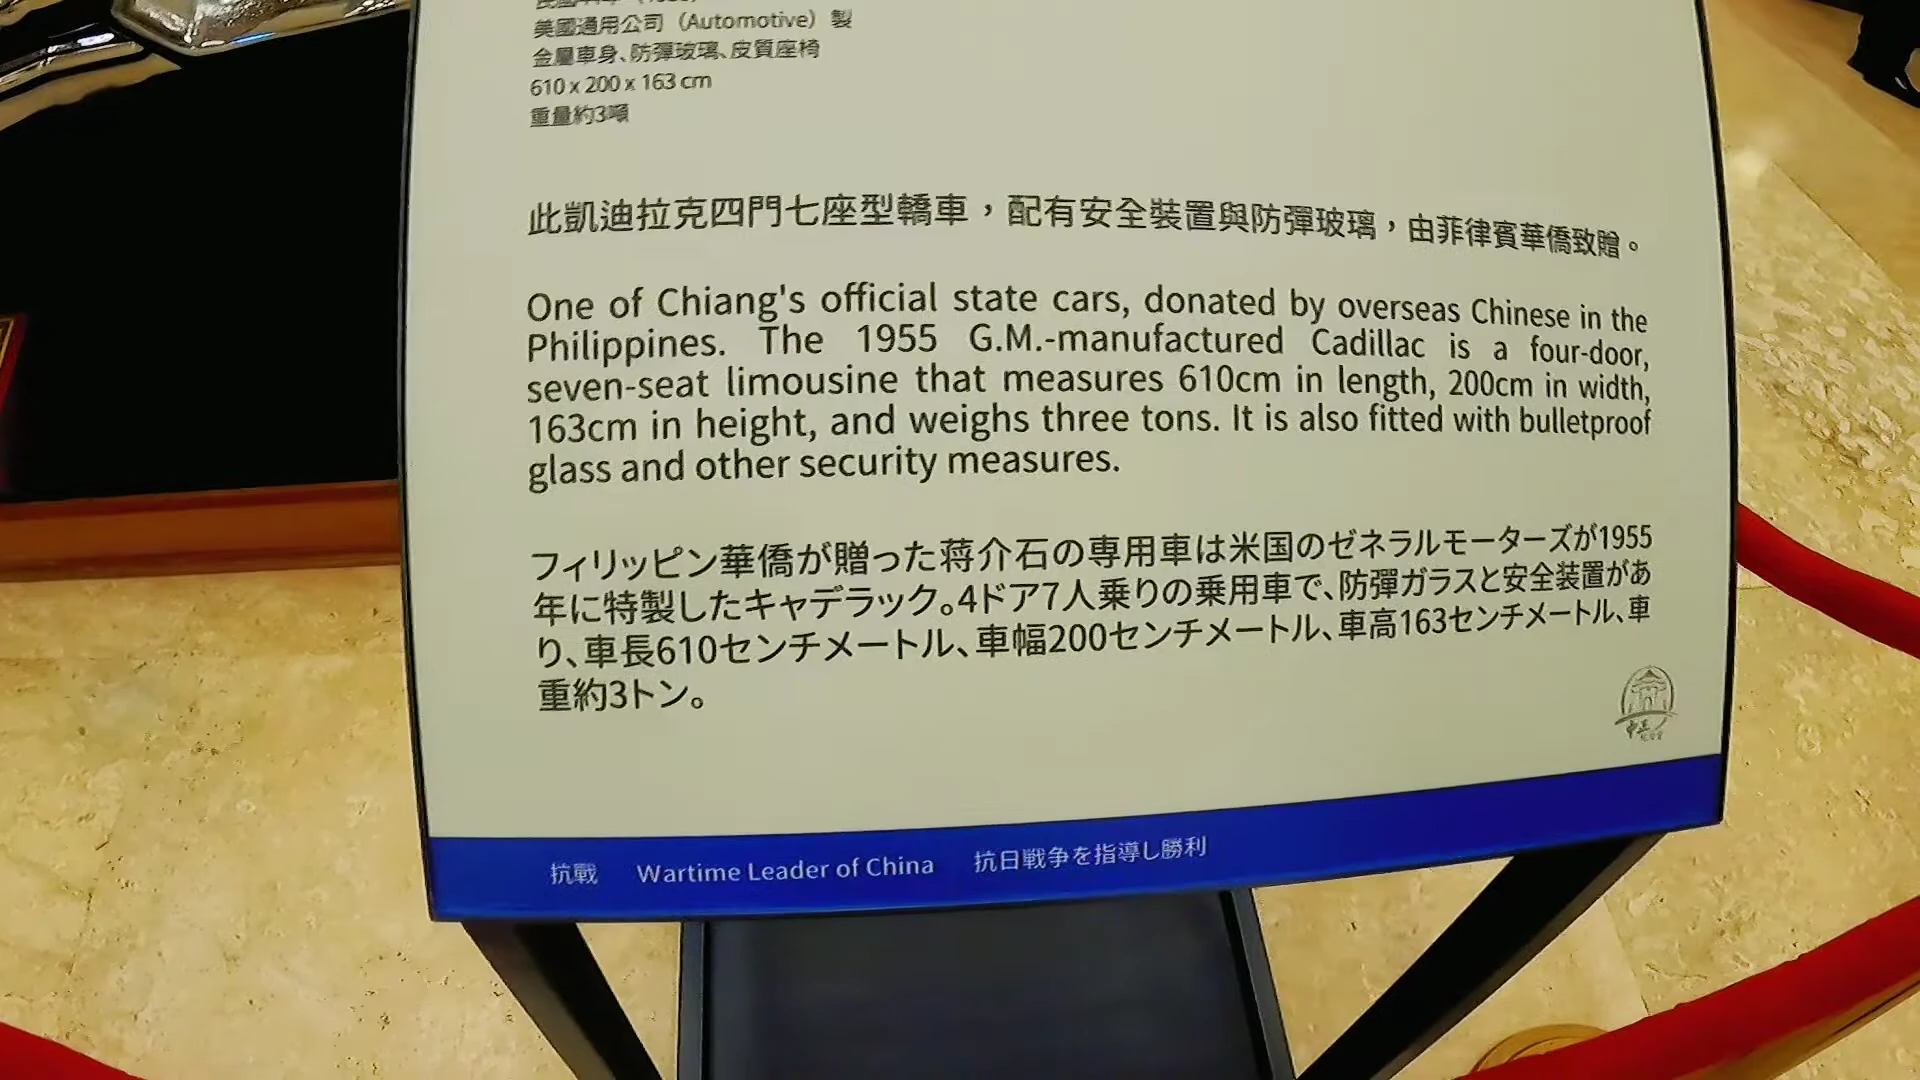 美國通用公司（Automotive）製
金屬車身、防彈玻璃、皮質座椅
610 x 200 x 163 cm
重量約3噸
此凱迪拉克四門七座型轎車，配有安全裝置與防彈玻璃，由菲律賓華僑致贈。
One of Chiang's official state cars, donated by overseas Chinese in the
Philippines. The 1955 G.M.-manufactured Cadillac is a four-door,
seven-seat limousine that measures 610cm in length, 200cm in width,
163cm in height, and weighs three tons. It is also fitted with bulletproof
glass and other security measures.
フィリッピン華僑が贈った蒋介石の専用車は米国のゼネラルモーターズが1955
年に特製したキャデラック。4ドア7人乗りの乗用車で、防彈ガラスと安全装置があ
り、車長610センチメートル、車幅200センチメートル、車高163センチメートル、車
重約3トン。
抗戰 Wartime Leader of China 抗日戦争を指導し勝利